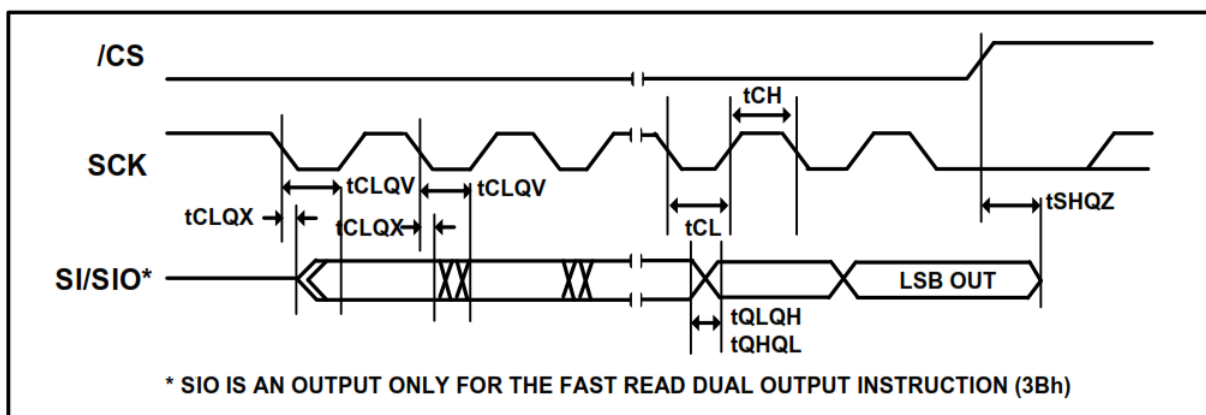 /CS
tCH
SCK
tCLQV
tCLQV
tSHQZ
tCLQX
tCLQX
tCL
SI/SIO*
LSB OUT
tQLQH
tQHQL
* SIO IS AN OUTPUT ONLY FOR THE FAST READ DUAL OUTPUT INSTRUCTION (3Bh)